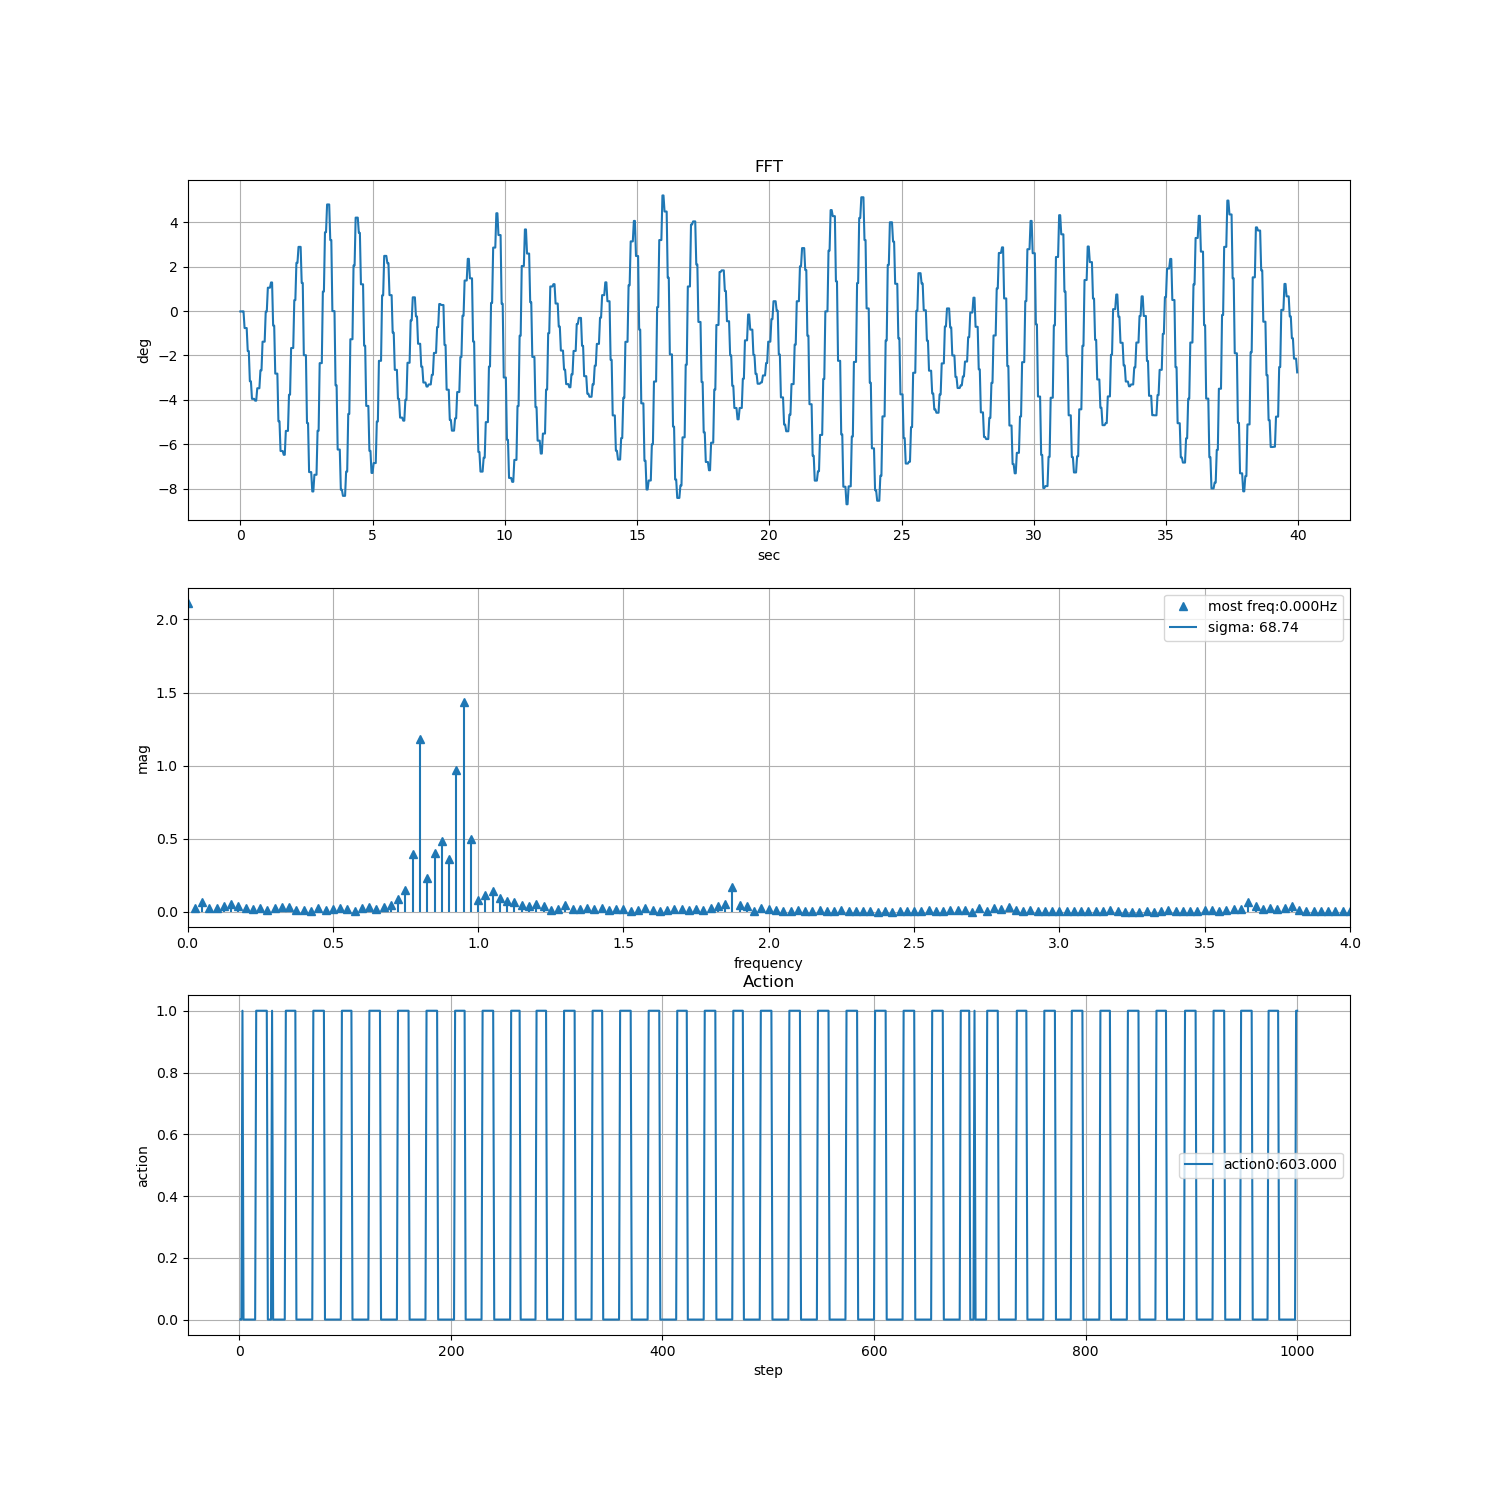 FFT
4
2
0
−2
−4
−6
−8
deg
0 5 10 15 20 25 30 35 40
sec
most freq:0.000Hz
sigma: 68.74
2.0
1.5
1.0
0.5
0.0
mag
0.0 0.5 1.0 1.5 2.0 2.5 3.0 3.5 4.0
frequency
Action
1.0
0.8
0.6
0.4
0.2
0.0
action
action0:603.000
0 200 400 600 800 1000
step